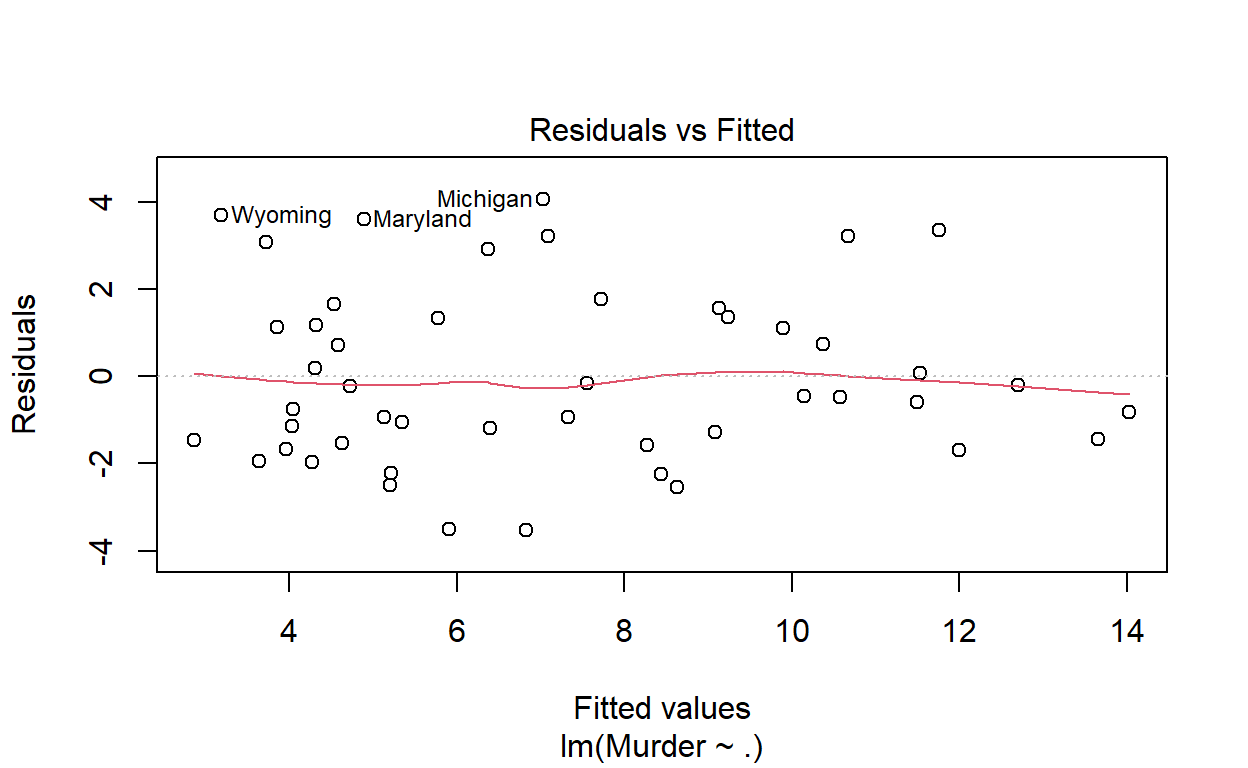 Residuals vs Fitted
Michigan
Wyoming
Maryland
4
2
0
-2
-4
Residuals
4 6 8 10 12 14
Fitted values
lm(Murder ~ .)